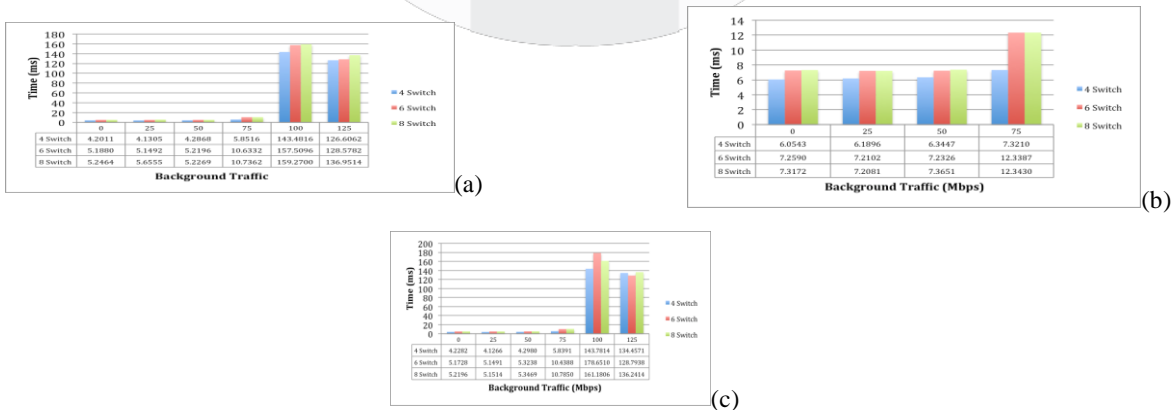 180
160
140
120
100
80
60
40
20
0
Time (ms)
4 Switch
6 Switch
8 Switch
0 25 50 75 100 125
4 Switch 4.2011 4.1305 4.2868 5.8516 143.4816 126.6062
6 Switch 5.1880 5.1492 5.2196 10.6332 157.5096 128.5782
8 Switch 5.2464 5.6555 5.2269 10.7362 159.2700 136.9514
Background Traffic
(a)
14
12
10
8
6
4
2
0
Time (ms)
4 Switch
6 Switch
8 Switch
0 25 50 75
4 Switch 6.0543 6.1896 6.3447 7.3210
6 Switch 7.2590 7.2102 7.2326 12.3387
8 Switch 7.3172 7.2081 7.3651 12.3430
Background Traffic (Mbps)
(b)
200
180
160
140
120
100
80
60
40
20
0
Time (ms)
4 Switch
6 Switch
8 Switch
0 25 50 75 100 125
4 Switch 4.2282 4.1266 4.2988 5.8391 143.7814 134.4571
6 Switch 5.1728 5.1491 5.3238 10.4388 178.6510 128.7938
8 Switch 5.2196 5.1514 5.3469 10.7850 161.1806 136.2414
Background Traffic (Mbps)
(c)